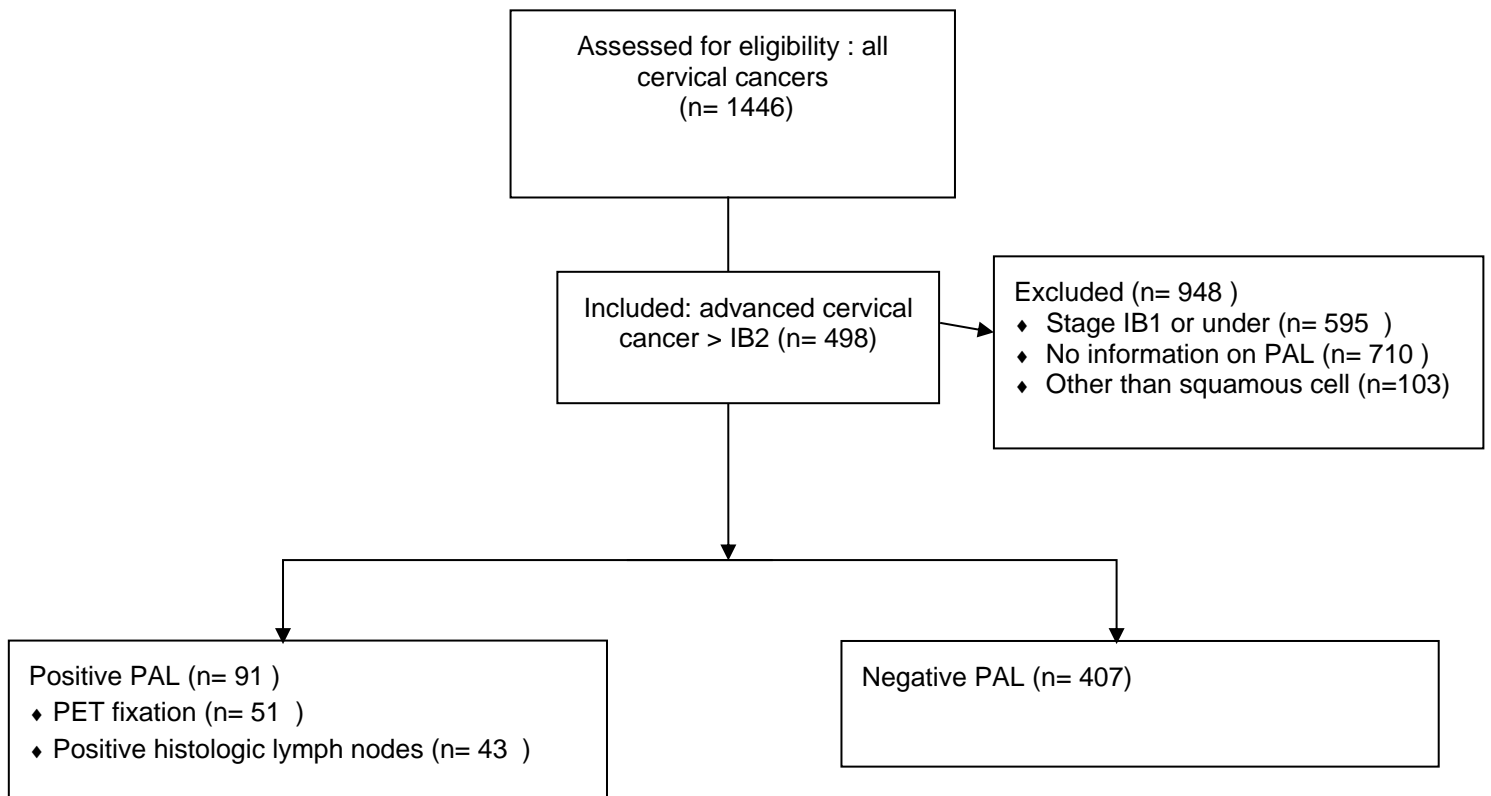 Assessed for eligibility : all
cervical cancers
(n= 1446)
Included: advanced cervical
cancer > IB2 (n= 498)
Excluded (n= 948 )
♦ Stage IB1 or under (n= 595 )
♦ No information on PAL (n= 710 )
♦ Other than squamous cell (n=103)
Positive PAL (n= 91 )
♦ PET fixation (n= 51 )
♦ Positive histologic lymph nodes (n= 43 )
Negative PAL (n= 407)